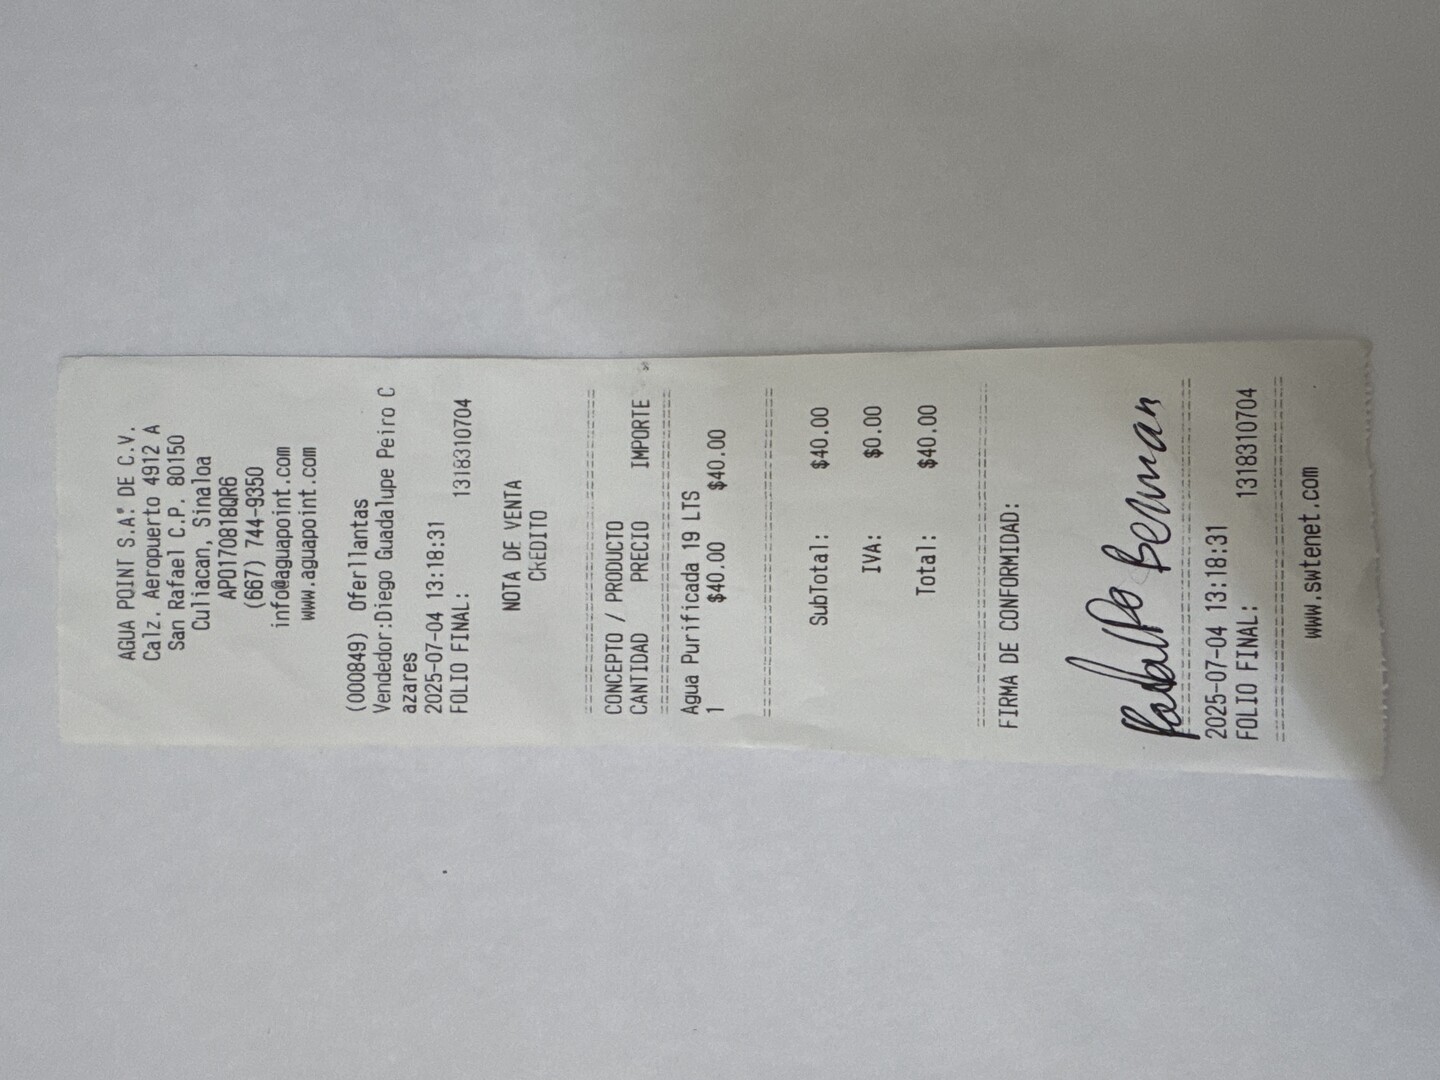 AGUA POINT S.A. DE C.V.
Calz. Aeropuerto 4912 A
San Rafael C.P. 80150
Culiacan, Sinaloa
APO170818QR6
(667) 744-9350
info@aguapoint.com
www.aguapoint.com
(000849) Oferllantas
Vendedor:Diego Guadalupe Peiro C
azares
2025-07-04 13:18:31
FOLIO FINAL: 1318310704
NOTA DE VENTA
CREDITO
================================
CONCEPTO / PRODUCTO
CANTIDAD PRECIO IMPORTE
================================
Agua Purificada 19 LTS
1 $40.00 $40.00
================================
SubTotal: $40.00
IVA: $0.00
Total: $40.00
================================
FIRMA DE CONFORMIDAD:
================================
2025-07-04 13:18:31
FOLIO FINAL: 1318310704
================================
www.swtenet.com